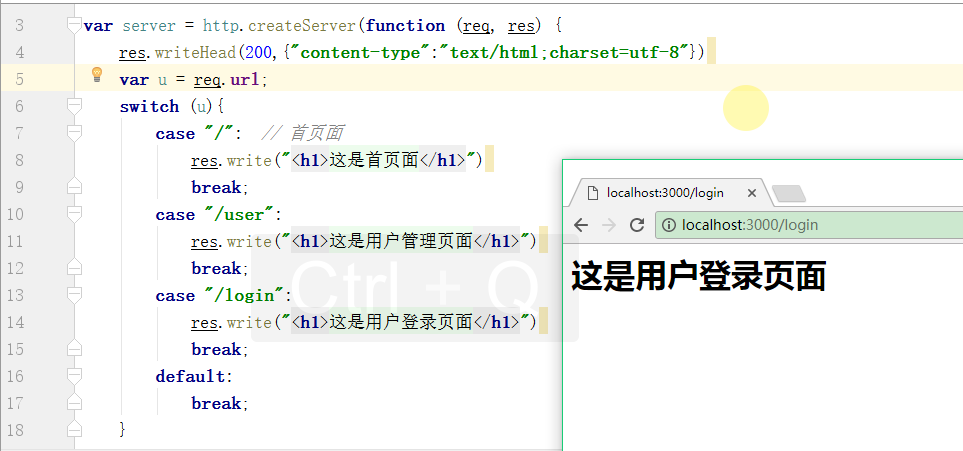 3 var server = http.createServer(function (req, res) {
4 res.writeHead(200,{"content-type":"text/html;charset=utf-8"})
5 var u = req.url;
6 switch (u){
7 case "/": // 首页面
8 res.write("<h1>这是首页面</h1>")
9 break;
10 case "/user":
11 res.write("<h1>这是用户管理页面</h1>")
12 break;
13 case "/login":
14 res.write("<h1>这是用户登录页面</h1>")
15 break;
16 default:
17 break;
18 }
Ctrl + Q
localhost:3000/login
localhost:3000/login
这是用户登录页面